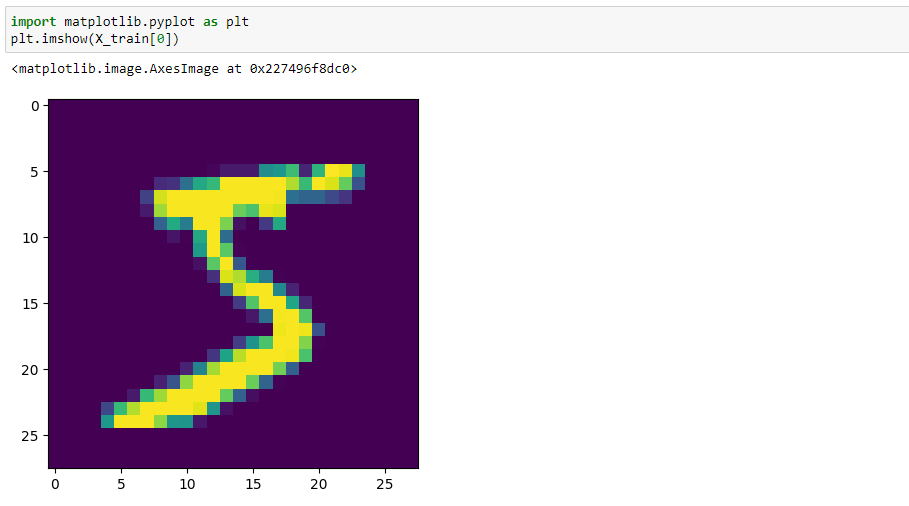 import matplotlib.pyplot as plt
plt.imshow(X_train[0])
<matplotlib.image.AxesImage at 0x227496f8dc0>
0
5
10
15
20
25
0 5 10 15 20 25